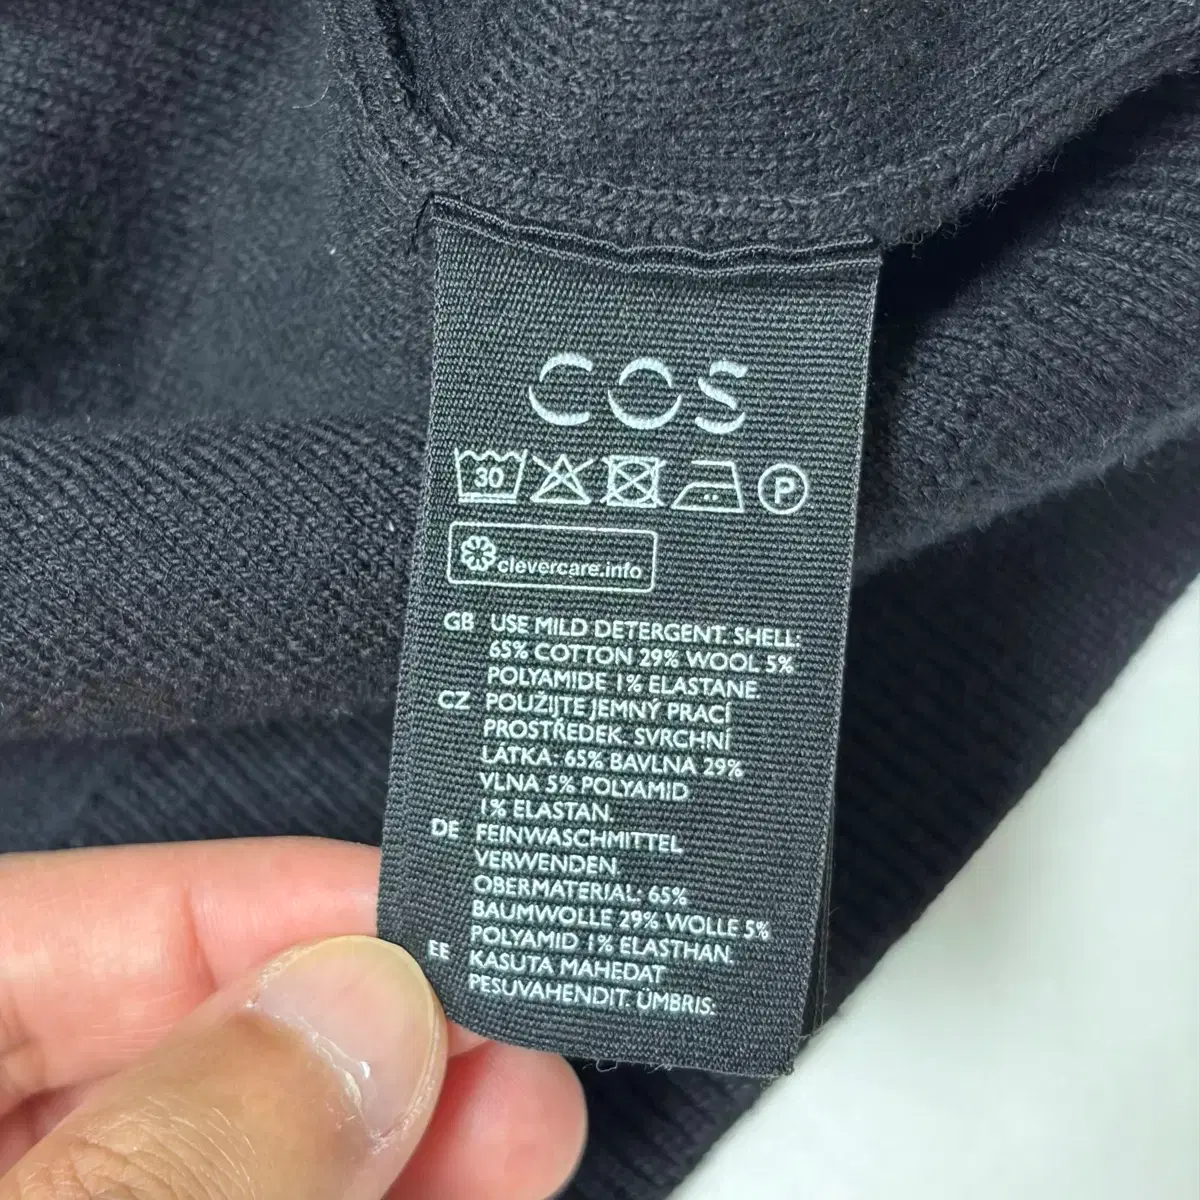 COS
30
P
clevercare.info
GB USE MILD DETERGENT. SHELL:
65% COTTON 29% WOOL 5%
POLYAMIDE 1% ELASTANE.
CZ POUŽIJTE JEMNÝ PRACÍ
PROSTŘEDEK. SVRCHNÍ
LÁTKA: 65% BAVLNA 29%
VLNA 5% POLYAMID
1% ELASTAN.
DE FEINWASCHMITTEL
VERWENDEN.
OBERMATERIAL: 65%
BAUMWOLLE 29% WOLLE 5%
POLYAMID 1% ELASTHAN.
EE KASUTA MAHEDAT
PESUVAHENDIT. ÜMBRIS: